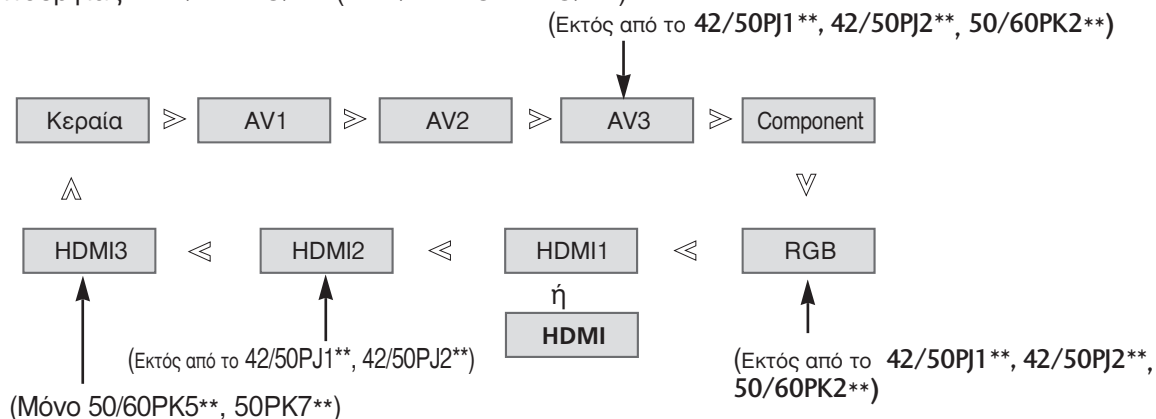 (Εκτός από το 42/50PJ1**, 42/50PJ2**, 50/60PK2**)
Κεραία ≫ AV1 ≫ AV2 ≫ AV3 ≫ Component
HDMI3 ≪ HDMI2 ≪ HDMI1 ≪ RGB
ή
HDMI
(Εκτός από το 42/50PJ1**, 42/50PJ2**)
(Εκτός από το 42/50PJ1**, 42/50PJ2**,
50/60PK2**)
(Μόνο 50/60PK5**, 50PK7**)